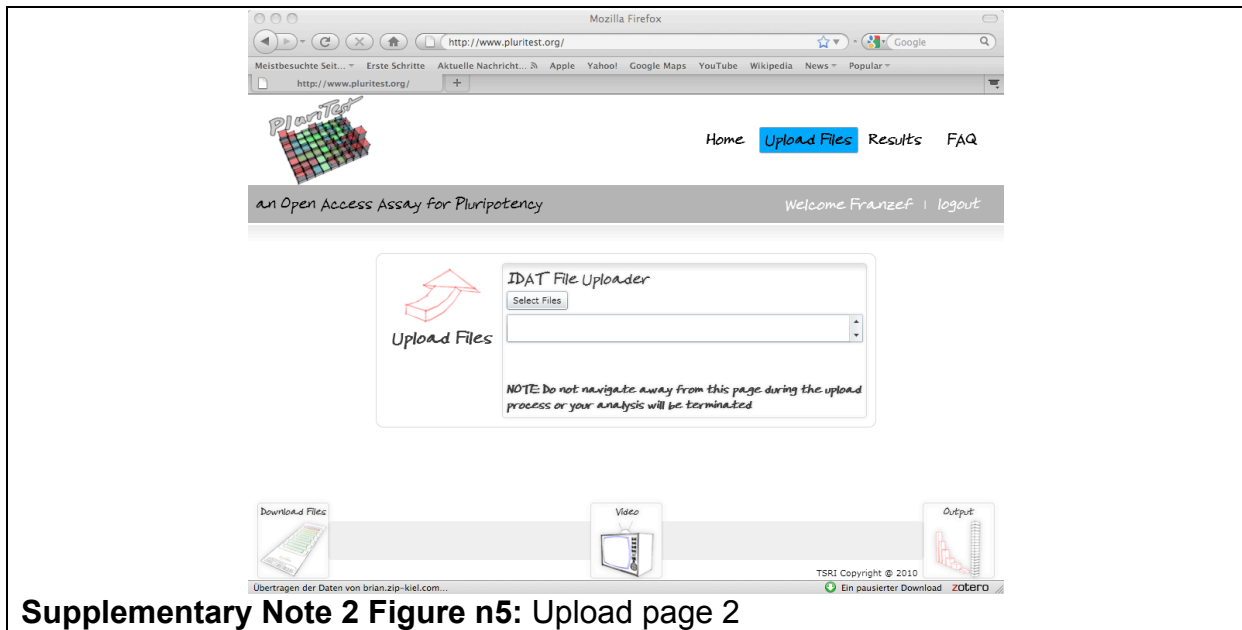 Mozilla Firefox
http://www.pluritest.org/
Google
Meistbesuchte Seit... Erste Schritte Aktuelle Nachricht... Apple Yahoo! Google Maps YouTube Wikipedia News Popular
http://www.pluritest.org/ +
PluriTest
Home Upload Files Results FAQ
an Open Access Assay for Pluripotency Welcome Franzef | logout
IDAT File Uploader
Select Files
Upload Files
NOTE: Do not navigate away from this page during the upload
process or your analysis will be terminated
Download Files Video Output
TSRI Copyright @ 2010
Übertragen der Daten von brian.zip-kiel.com... Ein pausierter Download zotero
Supplementary Note 2 Figure n5: Upload page 2